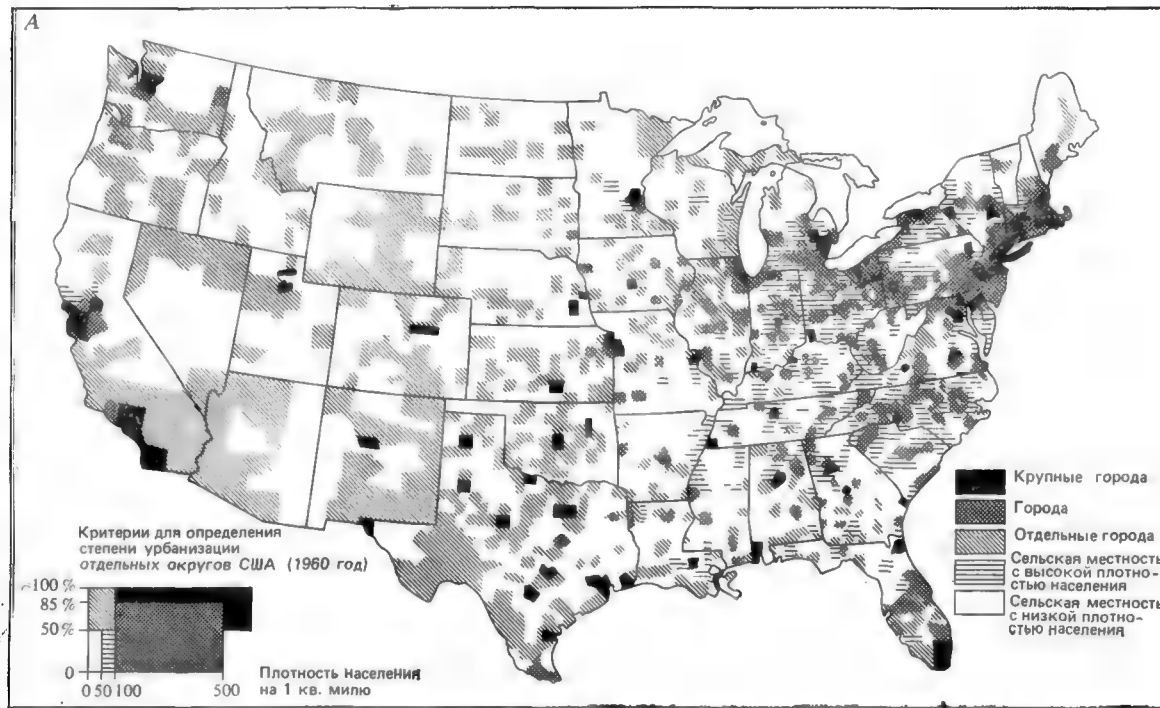 A
Критерии для определения
степени урбанизации
отдельных округов США (1960 год)
~100 %
85 %
50 %
0
0 50 100 500
Плотность населения
на 1 кв. милю
Крупные города
Города
Отдельные города
Сельская местность
с высокой плотно-
стью населения
Сельская местность
с низкой плотно-
стью населения